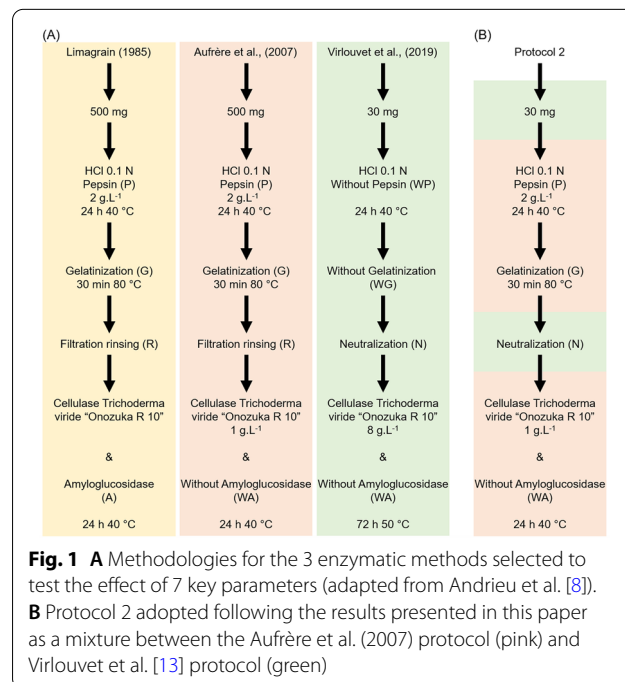 (A)
Limagrain (1985)
500 mg
HCl 0.1 N
Pepsin (P)
2 g.L-1
24 h 40 °C
Gelatinization (G)
30 min 80 °C
Filtration rinsing (R)
Cellulase Trichoderma
viride “Onozuka R 10”
&
Amyloglucosidase
(A)
24 h 40 °C
Aufrère et al., (2007)
500 mg
HCl 0.1 N
Pepsin (P)
2 g.L-1
24 h 40 °C
Gelatinization (G)
30 min 80 °C
Filtration rinsing (R)
Cellulase Trichoderma
viride “Onozuka R 10”
1 g.L-1
&
Without Amyloglucosidase
(WA)
24 h 40 °C
Virlouvet et al., (2019)
30 mg
HCl 0.1 N
Without Pepsin (WP)
24 h 40 °C
Without Gelatinization
(WG)
Neutralization (N)
Cellulase Trichoderma
viride “Onozuka R 10”
8 g.L-1
&
Without Amyloglucosidase
(WA)
72 h 50 °C
(B)
Protocol 2
30 mg
HCl 0.1 N
Pepsin (P)
2 g.L-1
24 h 40 °C
Gelatinization (G)
30 min 80 °C
Neutralization (N)
Cellulase Trichoderma
viride “Onozuka R 10”
1 g.L-1
&
Without Amyloglucosidase
(WA)
24 h 40 °C
Fig. 1 A Methodologies for the 3 enzymatic methods selected to
test the effect of 7 key parameters (adapted from Andrieu et al. [8]).
B Protocol 2 adopted following the results presented in this paper
as a mixture between the Aufrère et al. (2007) protocol (pink) and
Virlouvet et al. [13] protocol (green)